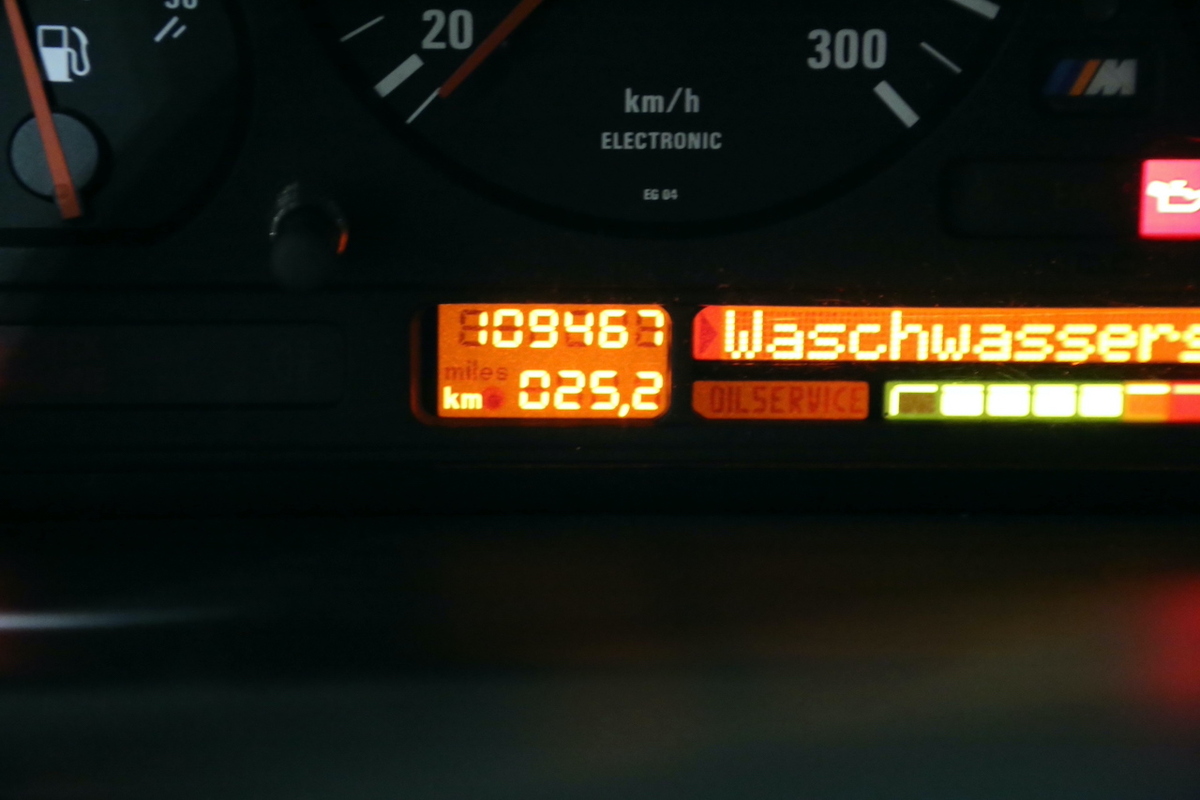 20
300
km/h
ELECTRONIC
EG 04
M
109467
Waschwassers
miles
km 025,2
OILSERVICE